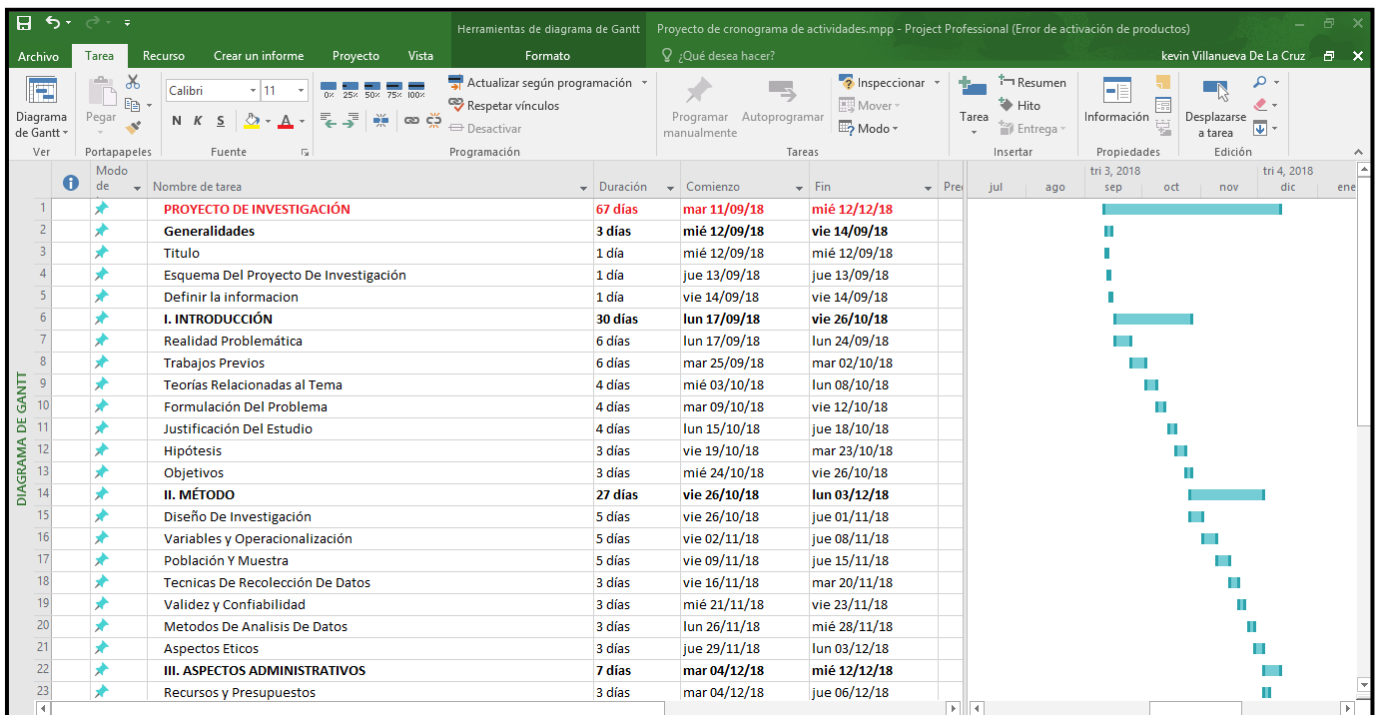 Herramientas de diagrama de Gantt Proyecto de cronograma de actividades.mpp - Project Professional (Error de activación de productos)
Archivo Tarea Recurso Crear un informe Proyecto Vista Formato ¿Qué desea hacer? kevin Villanueva De La Cruz
Calibri 11 0× 25× 50× 75× 100× Actualizar según programación Inspeccionar Resumen
Respetar vínculos Mover Hito
Diagrama de Gantt Pegar N K S A Desactivar Programar manualmente Autoprogramar Modo Tarea Entrega Información Desplazarse a tarea
Ver Portapapeles Fuente Programación Tareas Insertar Propiedades Edición
Modo de Nombre de tarea Duración Comienzo Fin Pre
tri 3, 2018 tri 4, 2018
jul ago sep oct nov dic ene
DIAGRAMA DE GANTT
1 PROYECTO DE INVESTIGACIÓN 67 días mar 11/09/18 mié 12/12/18
2 Generalidades 3 días mié 12/09/18 vie 14/09/18
3 Titulo 1 día mié 12/09/18 mié 12/09/18
4 Esquema Del Proyecto De Investigación 1 día jue 13/09/18 jue 13/09/18
5 Definir la informacion 1 día vie 14/09/18 vie 14/09/18
6 I. INTRODUCCIÓN 30 días lun 17/09/18 vie 26/10/18
7 Realidad Problemática 6 días lun 17/09/18 lun 24/09/18
8 Trabajos Previos 6 días mar 25/09/18 mar 02/10/18
9 Teorías Relacionadas al Tema 4 días mié 03/10/18 lun 08/10/18
10 Formulación Del Problema 4 días mar 09/10/18 vie 12/10/18
11 Justificación Del Estudio 4 días lun 15/10/18 jue 18/10/18
12 Hipótesis 3 días vie 19/10/18 mar 23/10/18
13 Objetivos 3 días mié 24/10/18 vie 26/10/18
14 II. MÉTODO 27 días vie 26/10/18 lun 03/12/18
15 Diseño De Investigación 5 días vie 26/10/18 jue 01/11/18
16 Variables y Operacionalización 5 días vie 02/11/18 jue 08/11/18
17 Población Y Muestra 5 días vie 09/11/18 jue 15/11/18
18 Tecnicas De Recolección De Datos 3 días vie 16/11/18 mar 20/11/18
19 Validez y Confiabilidad 3 días mié 21/11/18 vie 23/11/18
20 Metodos De Analisis De Datos 3 días lun 26/11/18 mié 28/11/18
21 Aspectos Eticos 3 días jue 29/11/18 lun 03/12/18
22 III. ASPECTOS ADMINISTRATIVOS 7 días mar 04/12/18 mié 12/12/18
23 Recursos y Presupuestos 3 días mar 04/12/18 jue 06/12/18